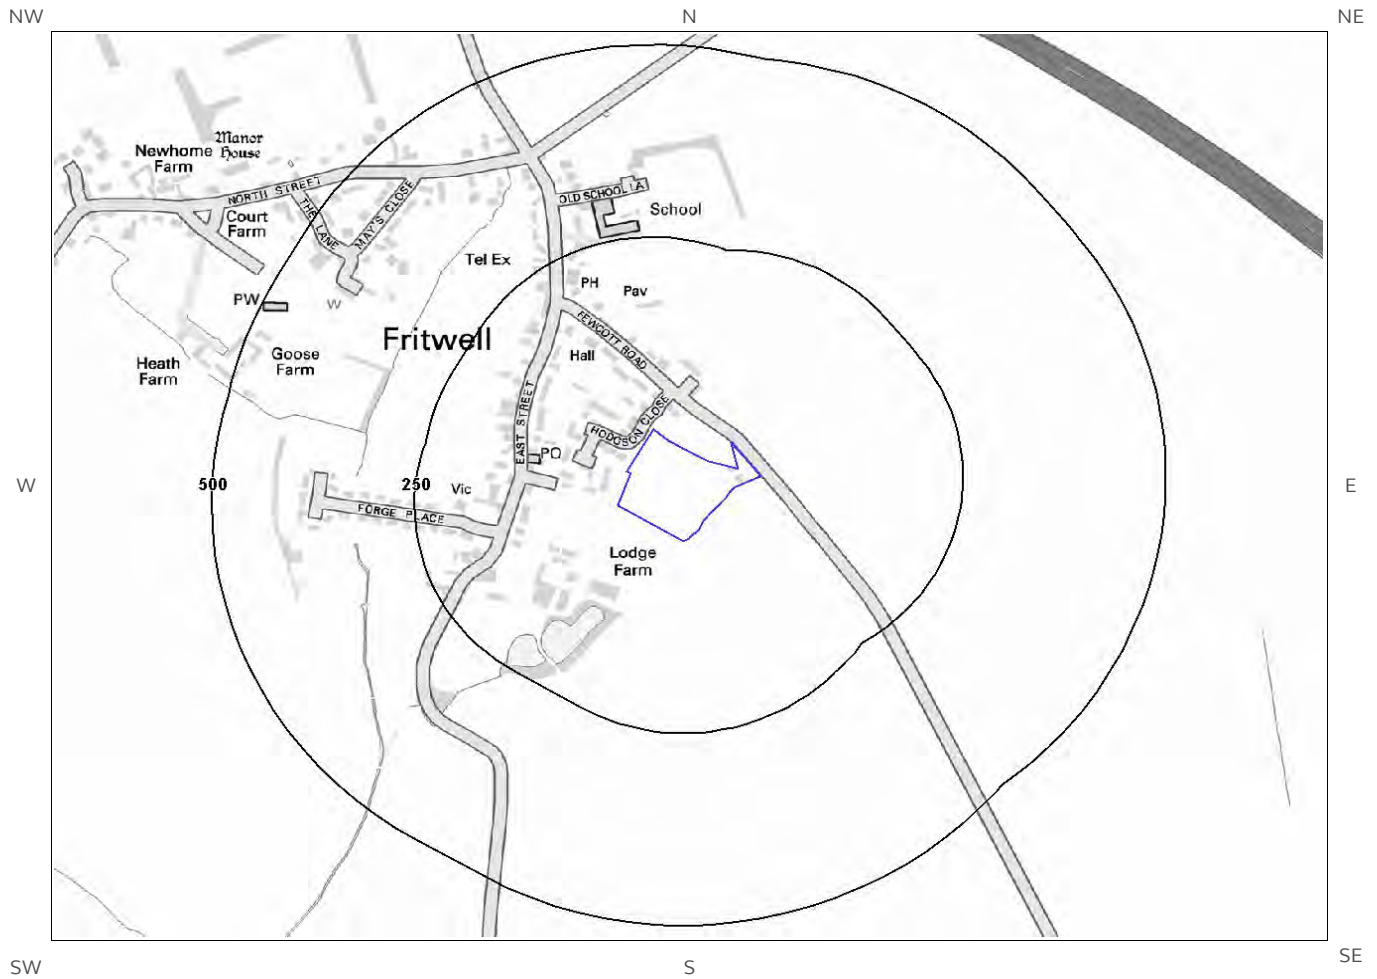 NW
N
NE
Manor
House
Newhome
Farm
NORTH STREET
OLD SCHOOL LA
THE LANE
MAY'S CLOSE
School
Court
Farm
Tel Ex
PH
Pav
PW
W
FEWCOTT ROAD
Fritwell
Goose
Farm
Hall
Heath
Farm
EAST STREET
HODGSON CLOSE
PO
W
500
250
Vic
E
FORGE PLACE
Lodge
Farm
SW
S
SE